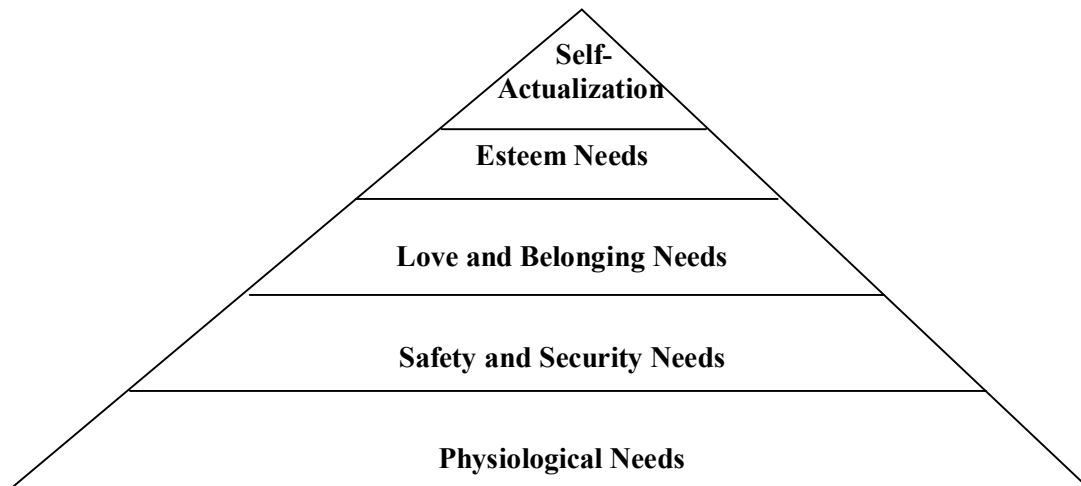 Self-
Actualization
Esteem Needs
Love and Belonging Needs
Safety and Security Needs
Physiological Needs